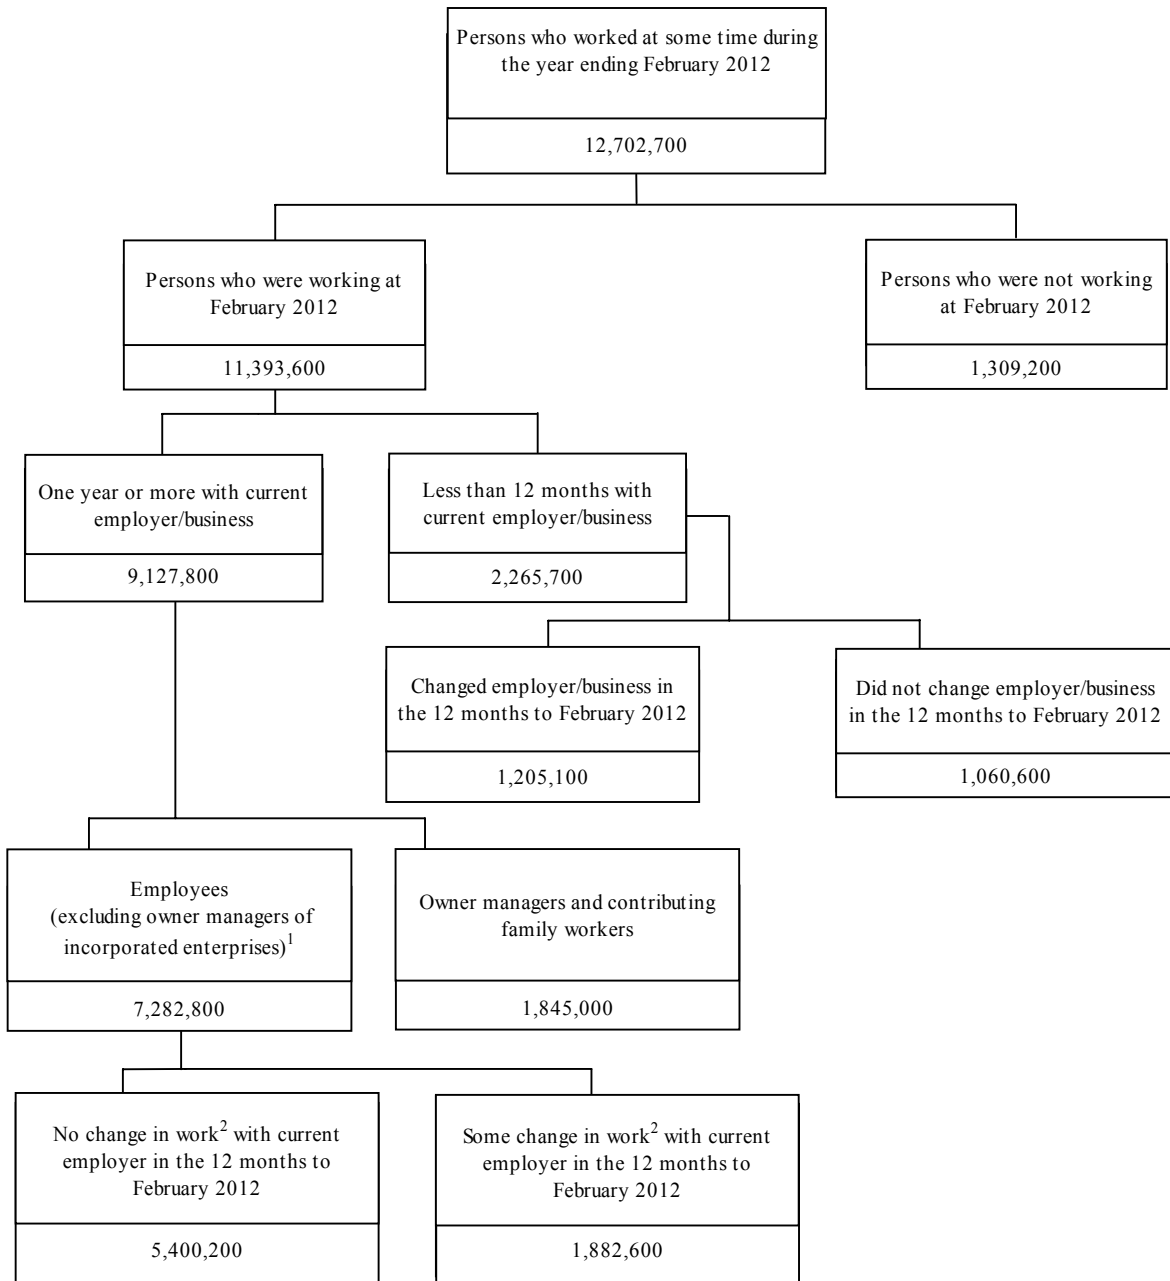 Persons who worked at some time during
the year ending February 2012
12,702,700
Persons who were working at
February 2012
11,393,600
Persons who were not working
at February 2012
1,309,200
One year or more with current
employer/business
9,127,800
Less than 12 months with
current employer/business
2,265,700
Changed employer/business in
the 12 months to February 2012
1,205,100
Did not change employer/business
in the 12 months to February 2012
1,060,600
Employees
(excluding owner managers of
incorporated enterprises)1
7,282,800
Owner managers and contributing
family workers
1,845,000
No change in work2 with current
employer in the 12 months to
February 2012
5,400,200
Some change in work2 with current
employer in the 12 months to
February 2012
1,882,600